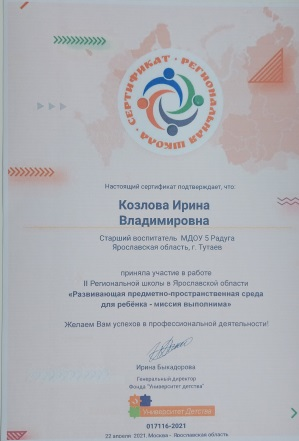 СЕРТИФИКАТ • РЕГИОНАЛЬНАЯ ШКОЛА •
Настоящий сертификат подтверждает, что
Козлова Ирина
Владимировна
Старший воспитатель МДОУ 5 Радуга
Ярославская область, г. Тутаев
приняла участие в работе
II Региональной школы в Ярославской области
«Развивающая предметно-пространственная среда
для ребёнка - миссия выполнима»
Желаем Вам успехов в профессиональной деятельности!
Ирина Быкадорова
Генеральный директор
Фонда "Университет детства"
Университет Детства
017116-2021
22 апреля 2021, Москва - Ярославская область